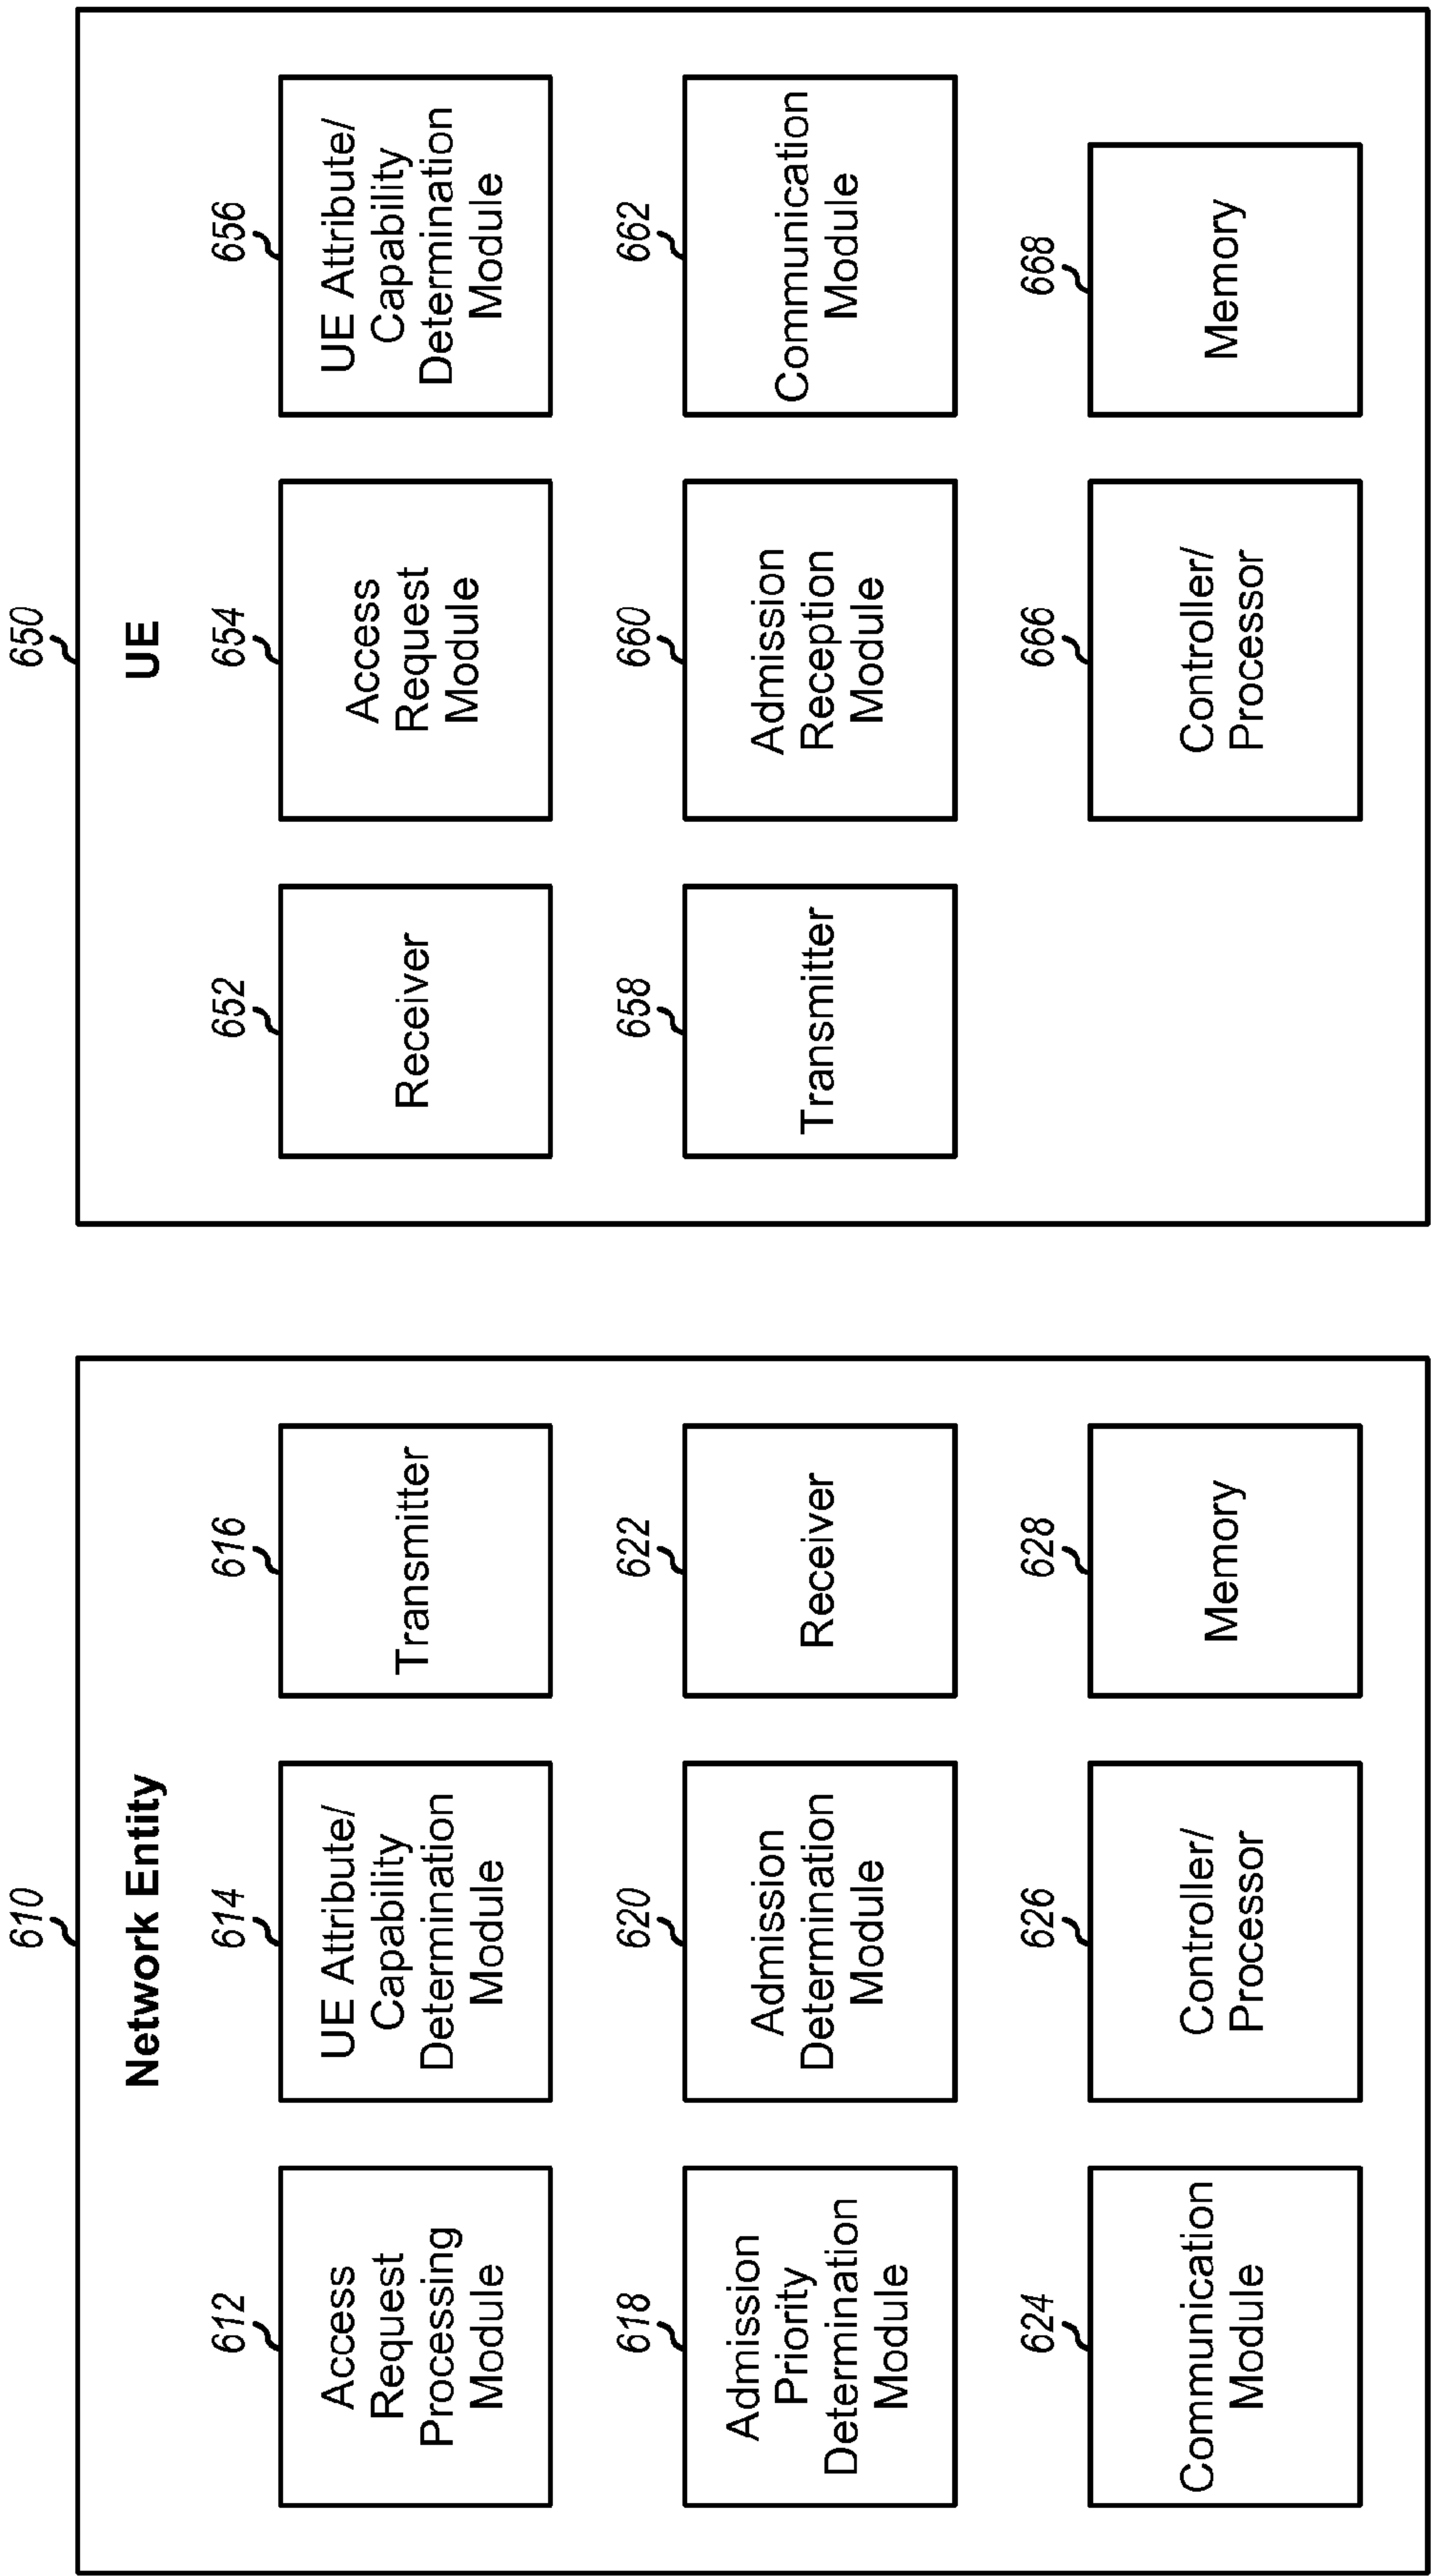 610
Network Entity
612
Access
Request
Processing
Module
614
UE Attribute/
Capability
Determination
Module
616
Transmitter
618
Admission
Priority
Determination
Module
620
Admission
Determination
Module
622
Receiver
624
Communication
Module
626
Controller/
Processor
628
Memory
650
UE
652
Receiver
654
Access
Request
Module
656
UE Attribute/
Capability
Determination
Module
658
Transmitter
660
Admission
Reception
Module
662
Communication
Module
666
Controller/
Processor
668
Memory